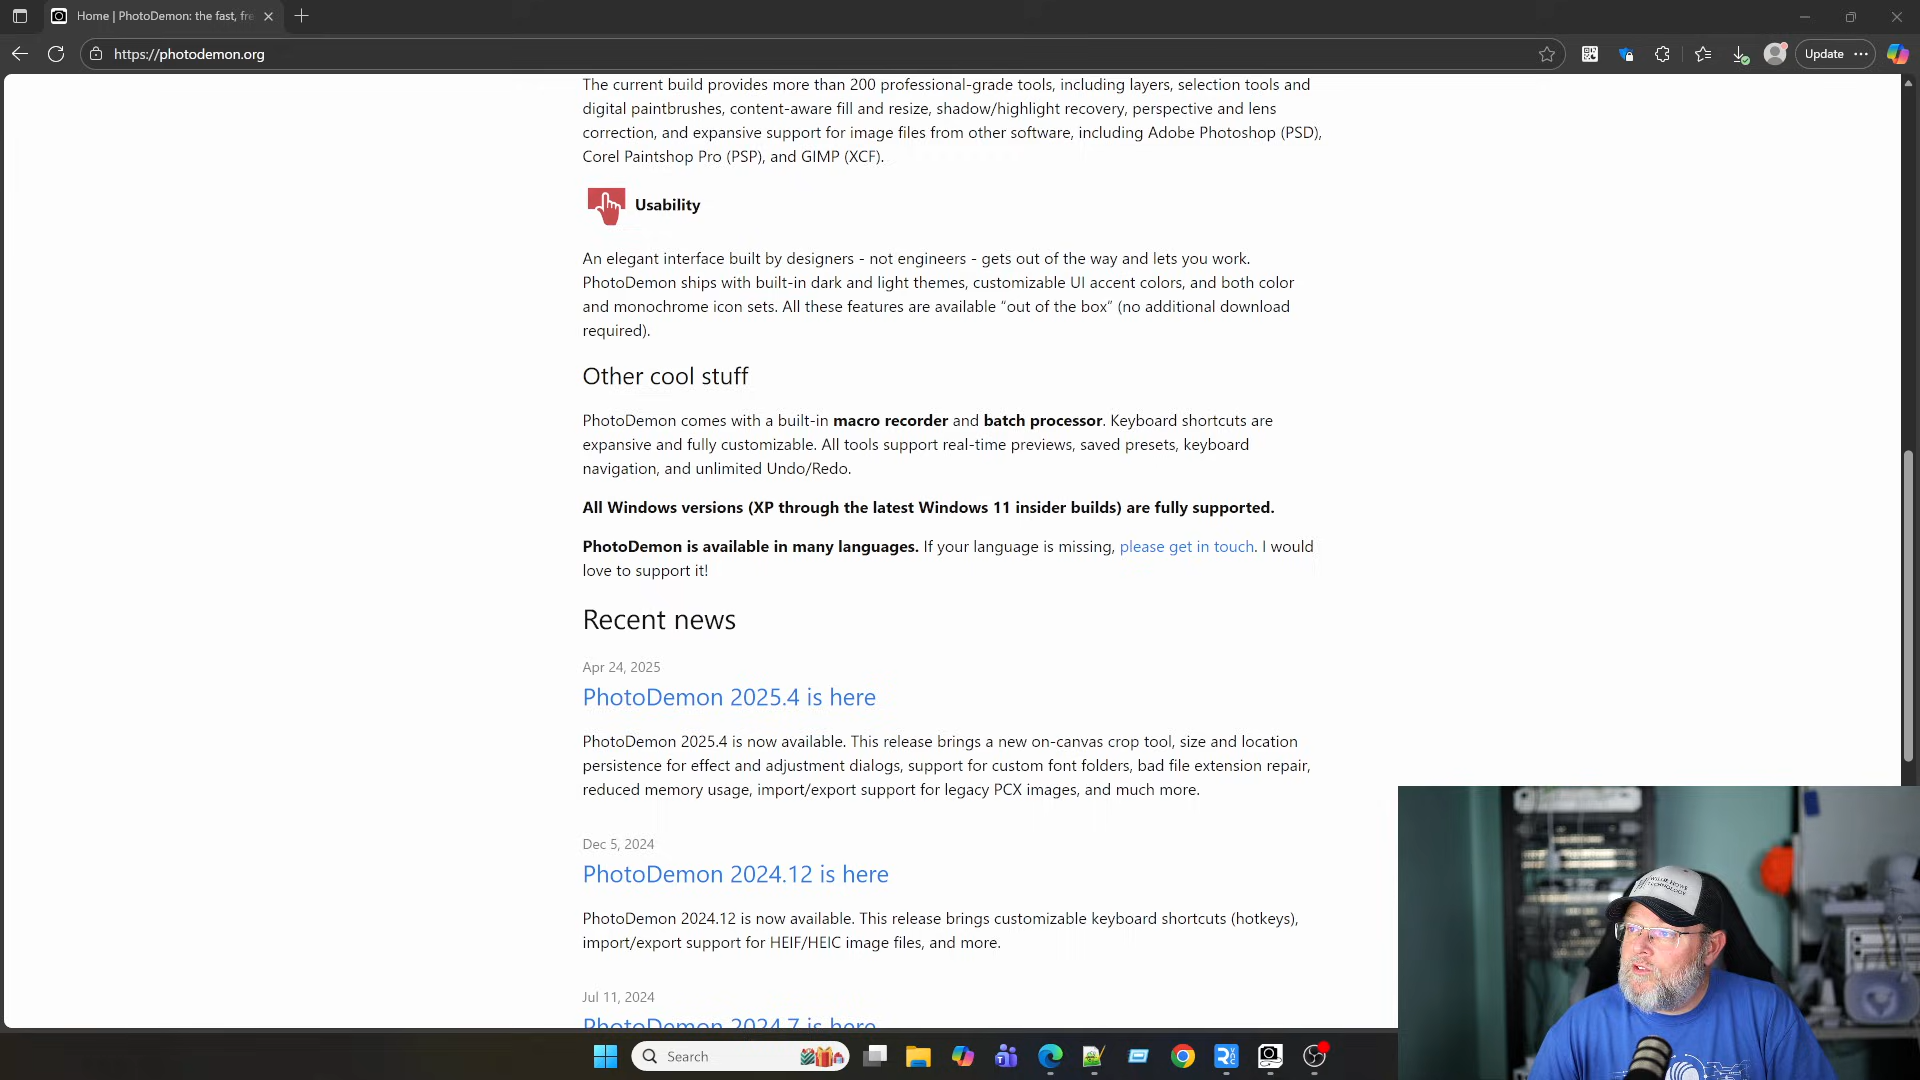 Home | PhotoDemon: the fast, fre
https://photodemon.org
Update
The current build provides more than 200 professional-grade tools, including layers, selection tools and
digital paintbrushes, content-aware fill and resize, shadow/highlight recovery, perspective and lens
correction, and expansive support for image files from other software, including Adobe Photoshop (PSD),
Corel Paintshop Pro (PSP), and GIMP (XCF).
Usability
An elegant interface built by designers - not engineers - gets out of the way and lets you work.
PhotoDemon ships with built-in dark and light themes, customizable UI accent colors, and both color
and monochrome icon sets. All these features are available “out of the box” (no additional download
required).
Other cool stuff
PhotoDemon comes with a built-in macro recorder and batch processor. Keyboard shortcuts are
expansive and fully customizable. All tools support real-time previews, saved presets, keyboard
navigation, and unlimited Undo/Redo.
All Windows versions (XP through the latest Windows 11 insider builds) are fully supported.
PhotoDemon is available in many languages. If your language is missing, please get in touch. I would
love to support it!
Recent news
Apr 24, 2025
PhotoDemon 2025.4 is here
PhotoDemon 2025.4 is now available. This release brings a new on-canvas crop tool, size and location
persistence for effect and adjustment dialogs, support for custom font folders, bad file extension repair,
reduced memory usage, import/export support for legacy PCX images, and much more.
Dec 5, 2024
PhotoDemon 2024.12 is here
PhotoDemon 2024.12 is now available. This release brings customizable keyboard shortcuts (hotkeys),
import/export support for HEIF/HEIC image files, and more.
Jul 11, 2024
PhotoDemon 2024.7 is here
Search